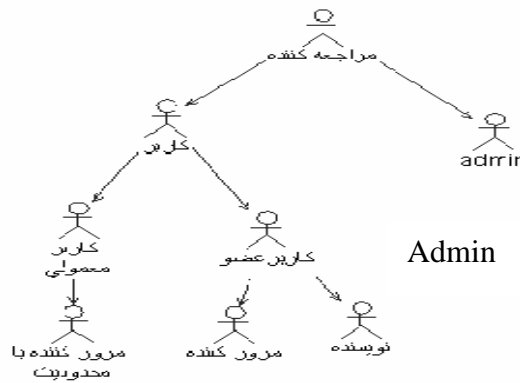 مراجعه کننده
کاربر
admin
کاربر
معمولی
کاربر عضو
Admin
مرور کننده با
محدودیت
مرور کننده
نویسنده